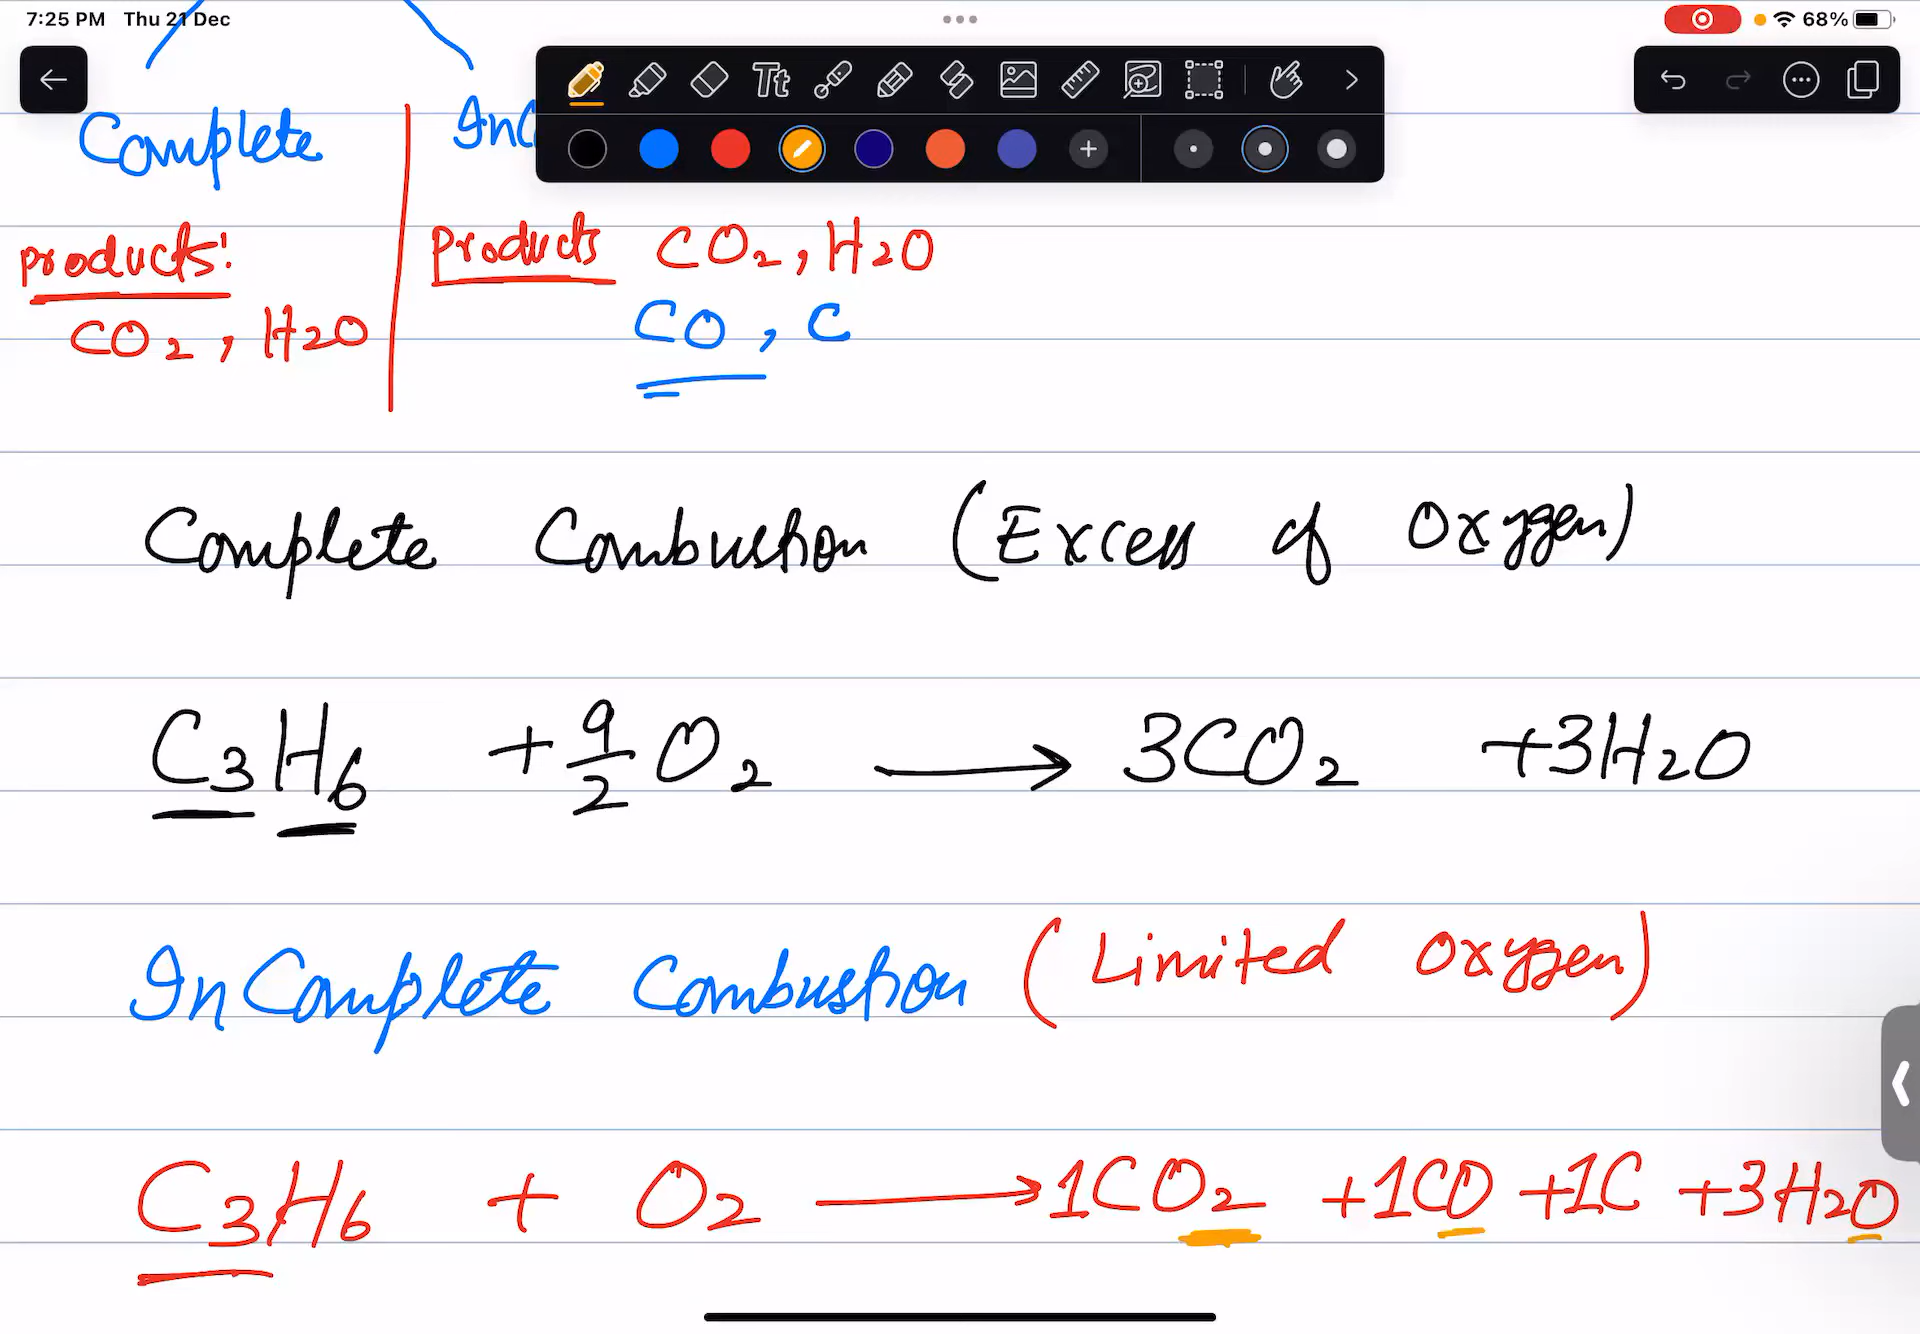 7:25 PM Thu 21 Dec 68%
Tt
Complete
products:
CO2, H2O
products CO2, H2O
CO, C
Complete Combustion (Excess of Oxygen)
C3H6 + 9/2 O2 → 3CO2 + 3H2O
InComplete Combustion (Limited Oxygen)
C3H6 + O2 → 1CO2 + 1CO + 1C + 3H2O